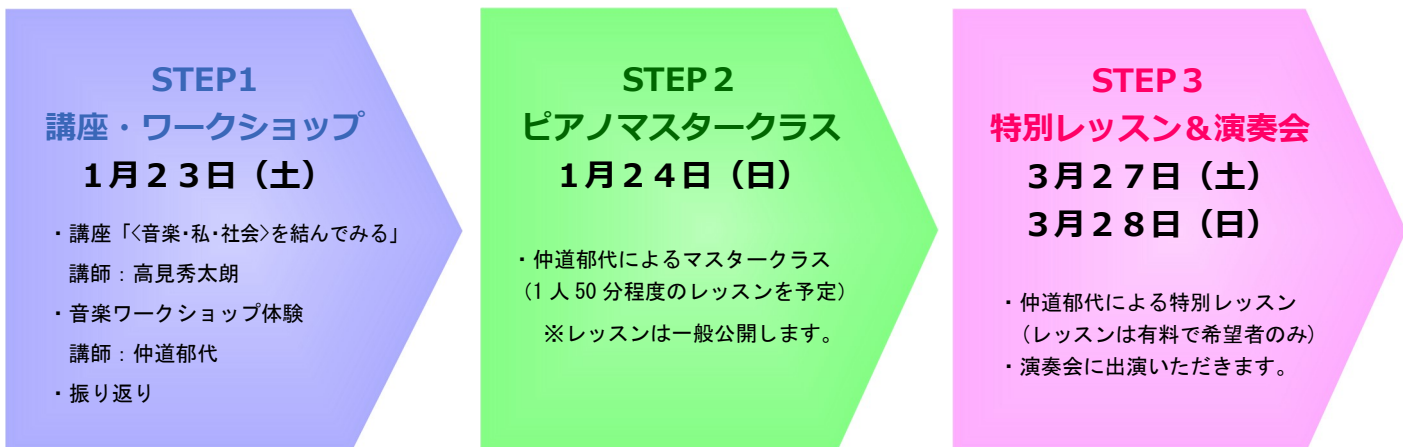 STEP1
講座・ワークショップ
１月２３日（土）
・講座「〈音楽・私・社会〉を結んでみる」
講師：高見秀太朗
・音楽ワークショップ体験
講師：仲道郁代
・振り返り
STEP２
ピアノマスタークラス
１月２４日（日）
・仲道郁代によるマスタークラス
（1人50分程度のレッスンを予定）
※レッスンは一般公開します。
STEP３
特別レッスン＆演奏会
３月２７日（土）
３月２８日（日）
・仲道郁代による特別レッスン
（レッスンは有料で希望者のみ）
・演奏会に出演いただきます。